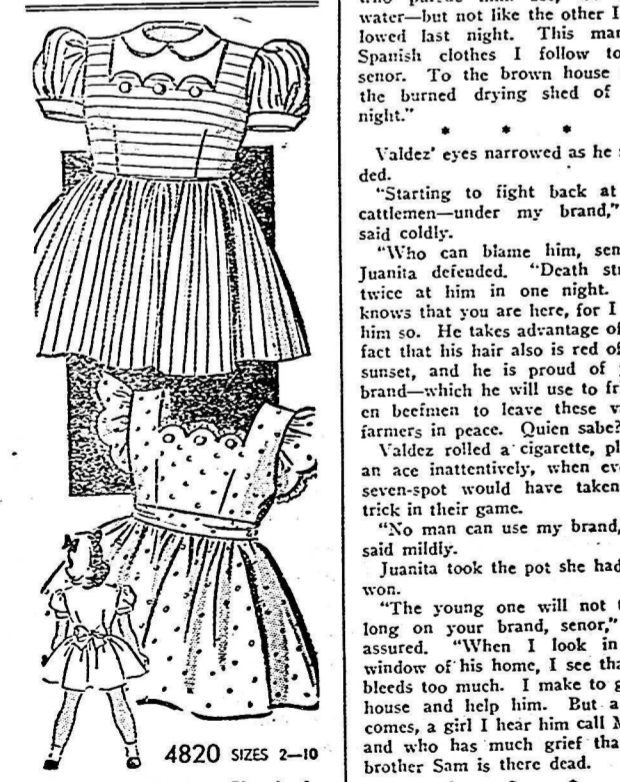 4820 SIZES 2—10
water—but not like the other I
lowed last night. This man
Spanish clothes I follow to
senor. To the brown house
the burned drying shed of
night."
* * *
Valdez' eyes narrowed as he
ded.
"Starting to fight back at
cattlemen—under my brand,"
said coldly.
"Who can blame him, sen
Juanita defended. "Death str
twice at him in one night.
knows that you are here, for I
him so. He takes advantage of
fact that his hair also is red of
sunset, and he is proud of
brand—which he will use to fr
en beefmen to leave these v
farmers in peace. Quien sabe?
Valdez rolled a cigarette, pl
an ace inattentively, when ev
seven-spot would have taken
trick in their game.
"No man can use my brand,
said mildly.
Juanita took the pot she had
won.
"The young one will not
long on your brand, senor,"
assured. "When I look in
window of his home, I see tha
bleeds too much. I make to g
house and help him. But a
comes, a girl I hear him call M
and who has much grief tha
brother Sam is there dead.